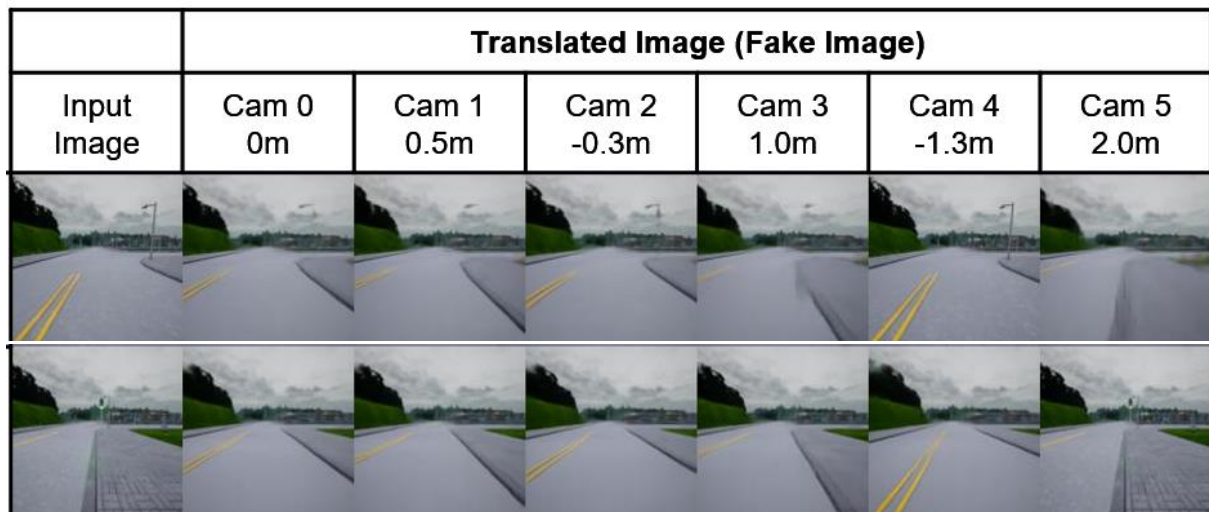 Translated Image (Fake Image)
Input
Image
Cam 0
0m
Cam 1
0.5m
Cam 2
-0.3m
Cam 3
1.0m
Cam 4
-1.3m
Cam 5
2.0m